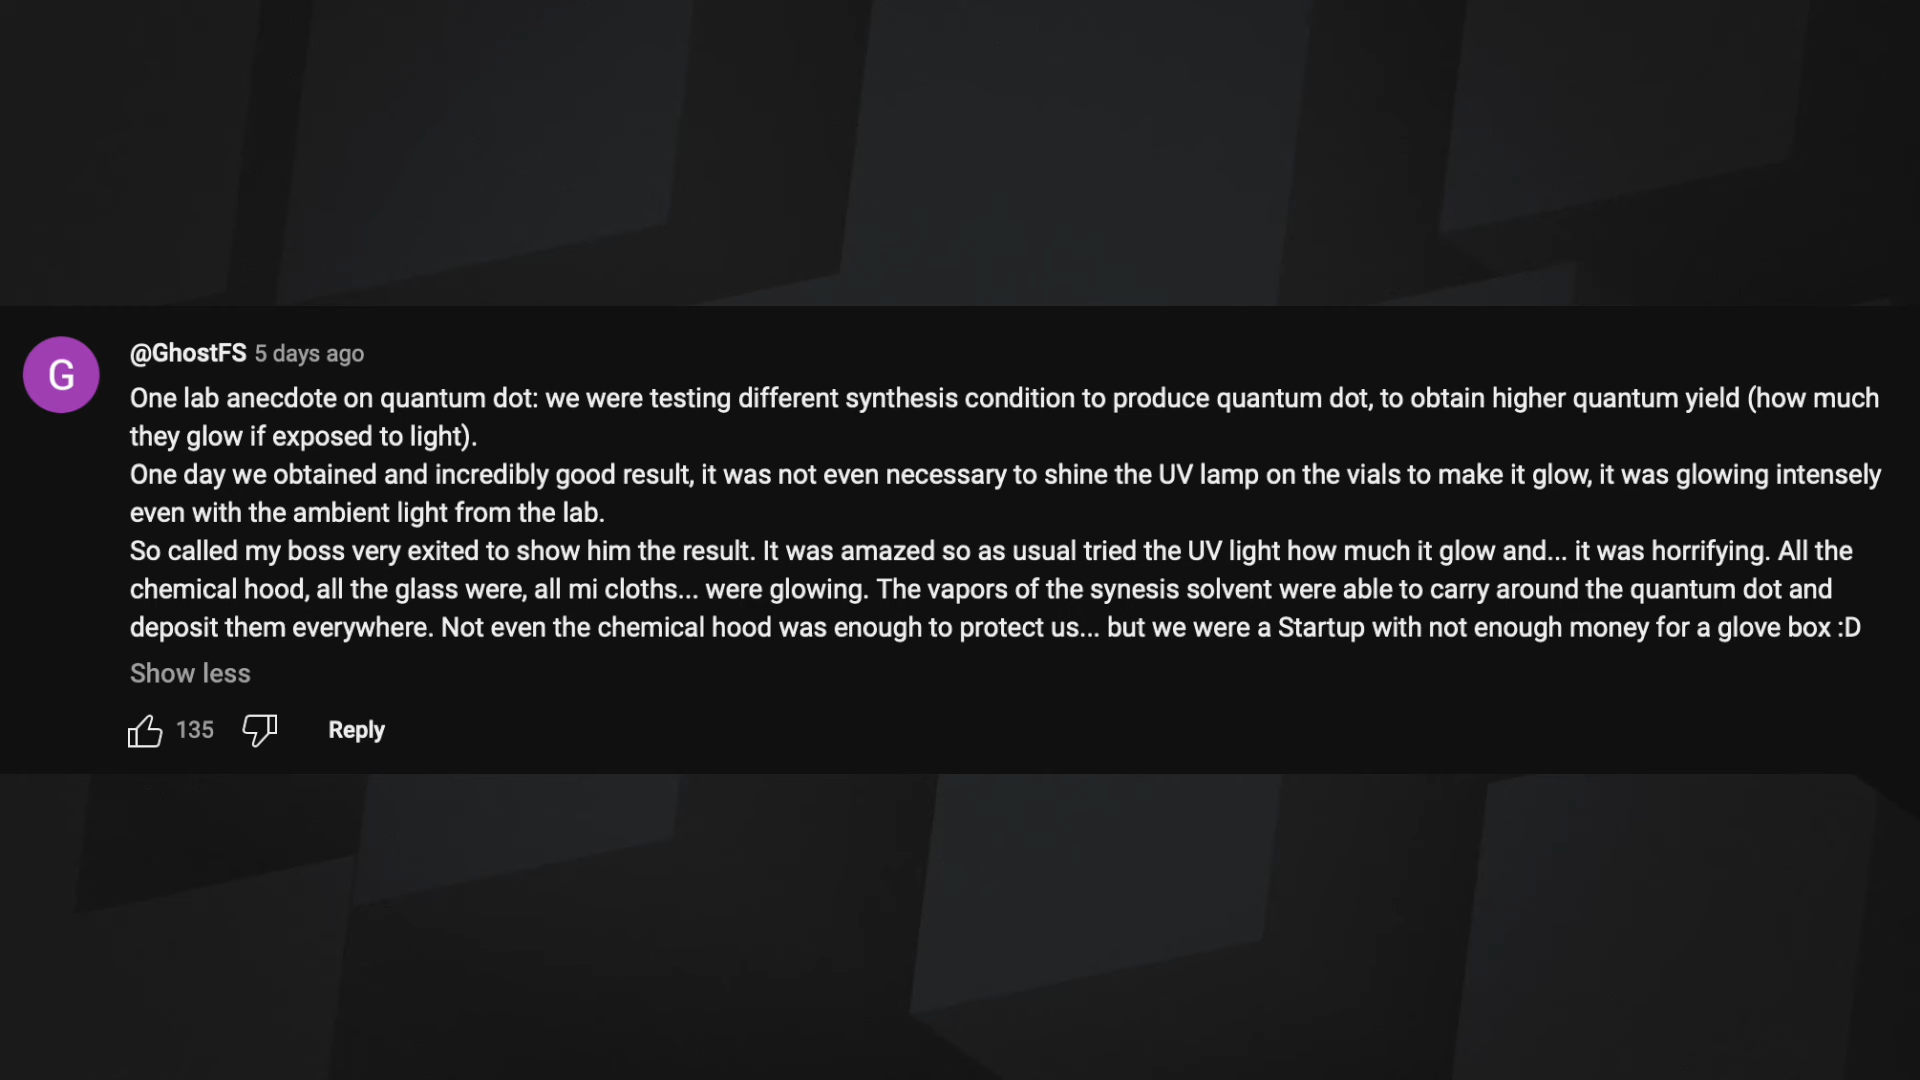 G
@GhostFS 5 days ago
One lab anecdote on quantum dot: we were testing different synthesis condition to produce quantum dot, to obtain higher quantum yield (how much
they glow if exposed to light).
One day we obtained and incredibly good result, it was not even necessary to shine the UV lamp on the vials to make it glow, it was glowing intensely
even with the ambient light from the lab.
So called my boss very exited to show him the result. It was amazed so as usual tried the UV light how much it glow and... it was horrifying. All the
chemical hood, all the glass were, all mi cloths... were glowing. The vapors of the synesis solvent were able to carry around the quantum dot and
deposit them everywhere. Not even the chemical hood was enough to protect us... but we were a Startup with not enough money for a glove box :D
Show less
135 Reply